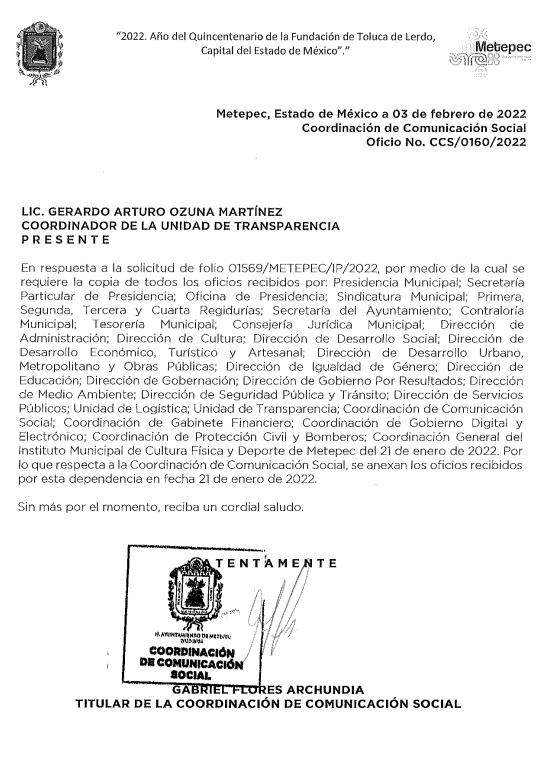 "2022. Año del Quincentenario de la Fundación de Toluca de Lerdo,
Capital del Estado de México"."
Metepec
Metepec, Estado de México a 03 de febrero de 2022
Coordinación de Comunicación Social
Oficio No. CCS/0160/2022
LIC. GERARDO ARTURO OZUNA MARTÍNEZ
COORDINADOR DE LA UNIDAD DE TRANSPARENCIA
P R E S E N T E
En respuesta a la solicitud de folio 01569/METEPEC/IP/2022, por medio de la cual se
requiere la copia de todos los oficios recibidos por: Presidencia Municipal; Secretaría
Particular de Presidencia; Oficina de Presidencia; Sindicatura Municipal; Primera,
Segunda, Tercera y Cuarta Regidurías; Secretaría del Ayuntamiento; Contraloría
Municipal; Tesorería Municipal; Consejería Jurídica Municipal; Dirección de
Administración; Dirección de Cultura; Dirección de Desarrollo Social; Dirección de
Desarrollo Económico, Turístico y Artesanal; Dirección de Desarrollo Urbano,
Metropolitano y Obras Públicas; Dirección de Igualdad de Género; Dirección de
Educación; Dirección de Gobernación; Dirección de Gobierno Por Resultados; Dirección
de Medio Ambiente; Dirección de Seguridad Pública y Tránsito; Dirección de Servicios
Públicos; Unidad de Logística; Unidad de Transparencia; Coordinación de Comunicación
Social; Coordinación de Gabinete Financiero; Coordinación de Gobierno Digital y
Electrónico; Coordinación de Protección Civil y Bomberos; Coordinación General del
Instituto Municipal de Cultura Física y Deporte de Metepec del 21 de enero de 2022. Por
lo que respecta a la Coordinación de Comunicación Social, se anexan los oficios recibidos
por esta dependencia en fecha 21 de enero de 2022.
Sin más por el momento, reciba un cordial saludo.
A T E N T A M E N T E
H. AYUNTAMIENTO DE METEPEC
2022-2024
COORDINACIÓN
DE COMUNICACIÓN
SOCIAL
GABRIEL FLORES ARCHUNDIA
TITULAR DE LA COORDINACIÓN DE COMUNICACIÓN SOCIAL